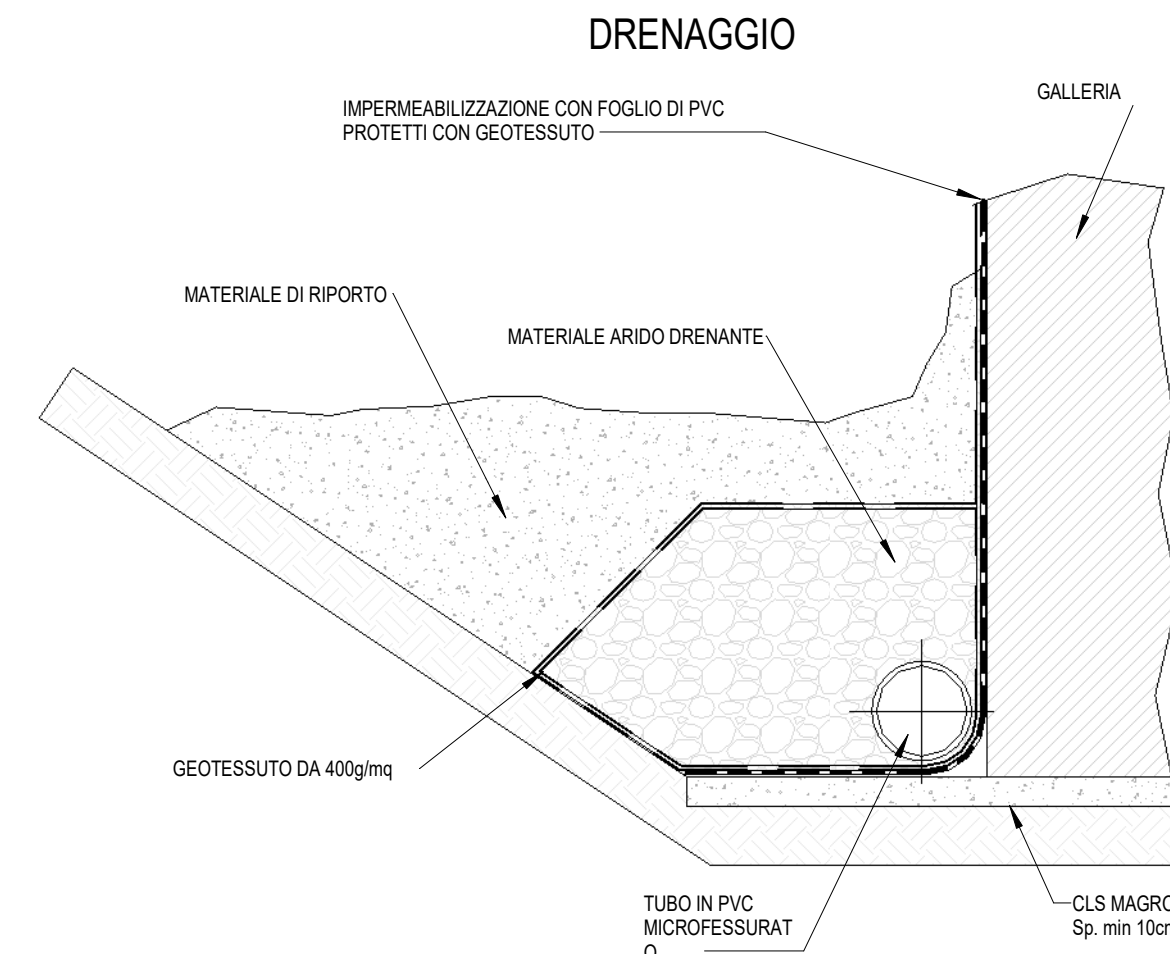 DRENAGGIO
IMPERMEABILIZZAZIONE CON FOGLIO DI PVC
PROTETTI CON GEOTESSUTO
GALLERIA
MATERIALE DI RIPORTO
MATERIALE ARIDO DRENANTE
GEOTESSUTO DA 400g/mq
TUBO IN PVC
MICROFESSURAT
O
CLS MAGRO
Sp. min 10cm